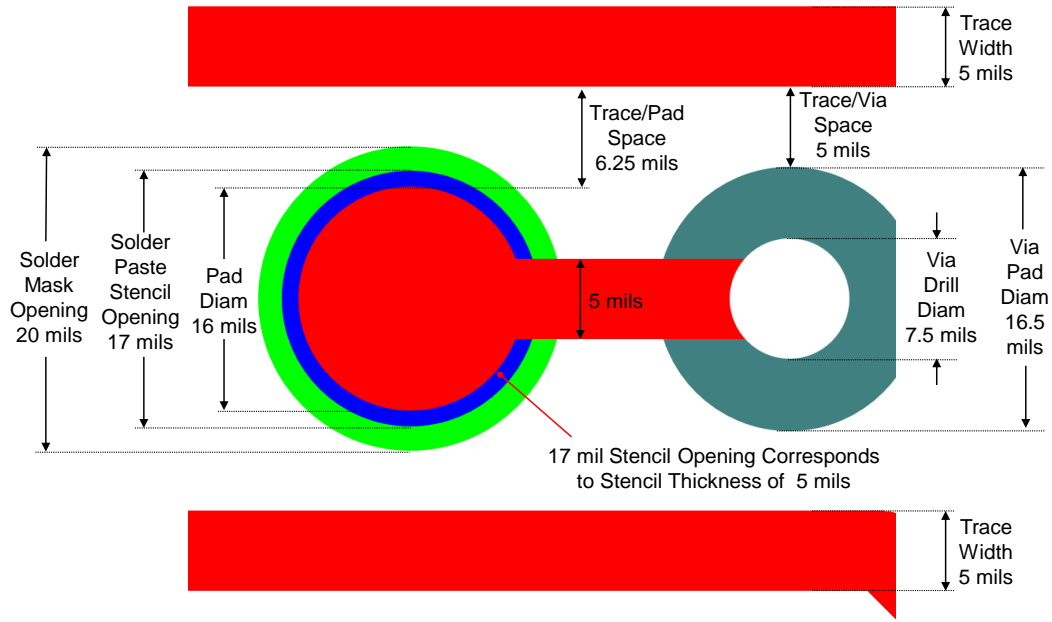 Trace
Width
5 mils
Trace/Pad
Space
6.25 mils
Trace/Via
Space
5 mils
Solder
Mask
Opening
20 mils
Solder
Paste
Stencil
Opening
17 mils
Pad
Diam
16 mils
5 mils
Via
Drill
Diam
7.5 mils
Via
Pad
Diam
16.5
mils
17 mil Stencil Opening Corresponds
to Stencil Thickness of 5 mils
Trace
Width
5 mils